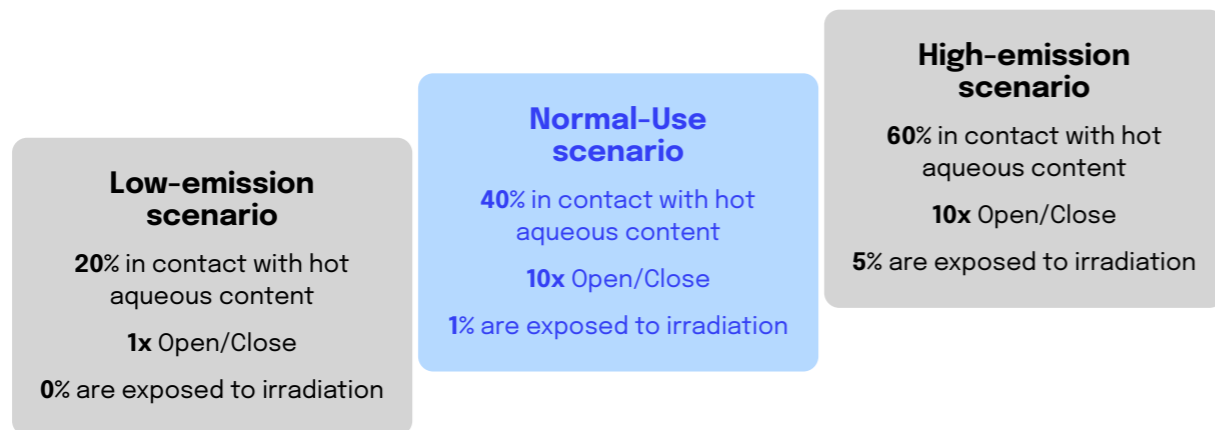 Low-emission
scenario
20% in contact with hot
aqueous content
1x Open/Close
0% are exposed to irradiation
Normal-Use
scenario
40% in contact with hot
aqueous content
10x Open/Close
1% are exposed to irradiation
High-emission
scenario
60% in contact with hot
aqueous content
10x Open/Close
5% are exposed to irradiation